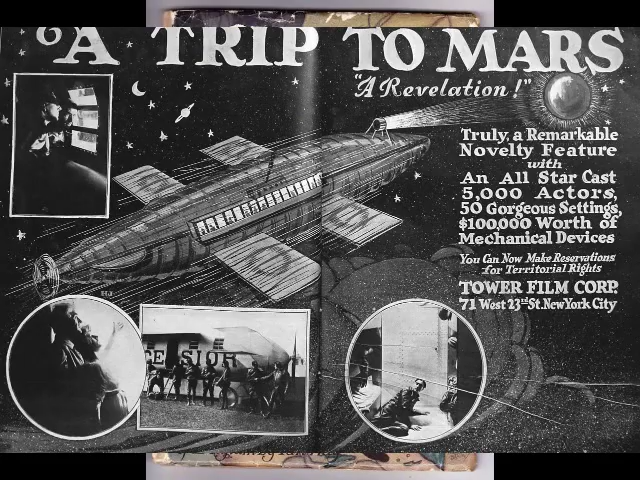 "A TRIP TO MARS
"A Revelation!"
Truly, a Remarkable
Novelty Feature
with
An All Star Cast
5,000 Actors,
50 Gorgeous Settings,
$100,000 Worth of
Mechanical Devices
You Can Now Make Reservations
for Territorial Rights
TOWER FILM CORP.
71 West 23rd St. New York City
CELSIOR